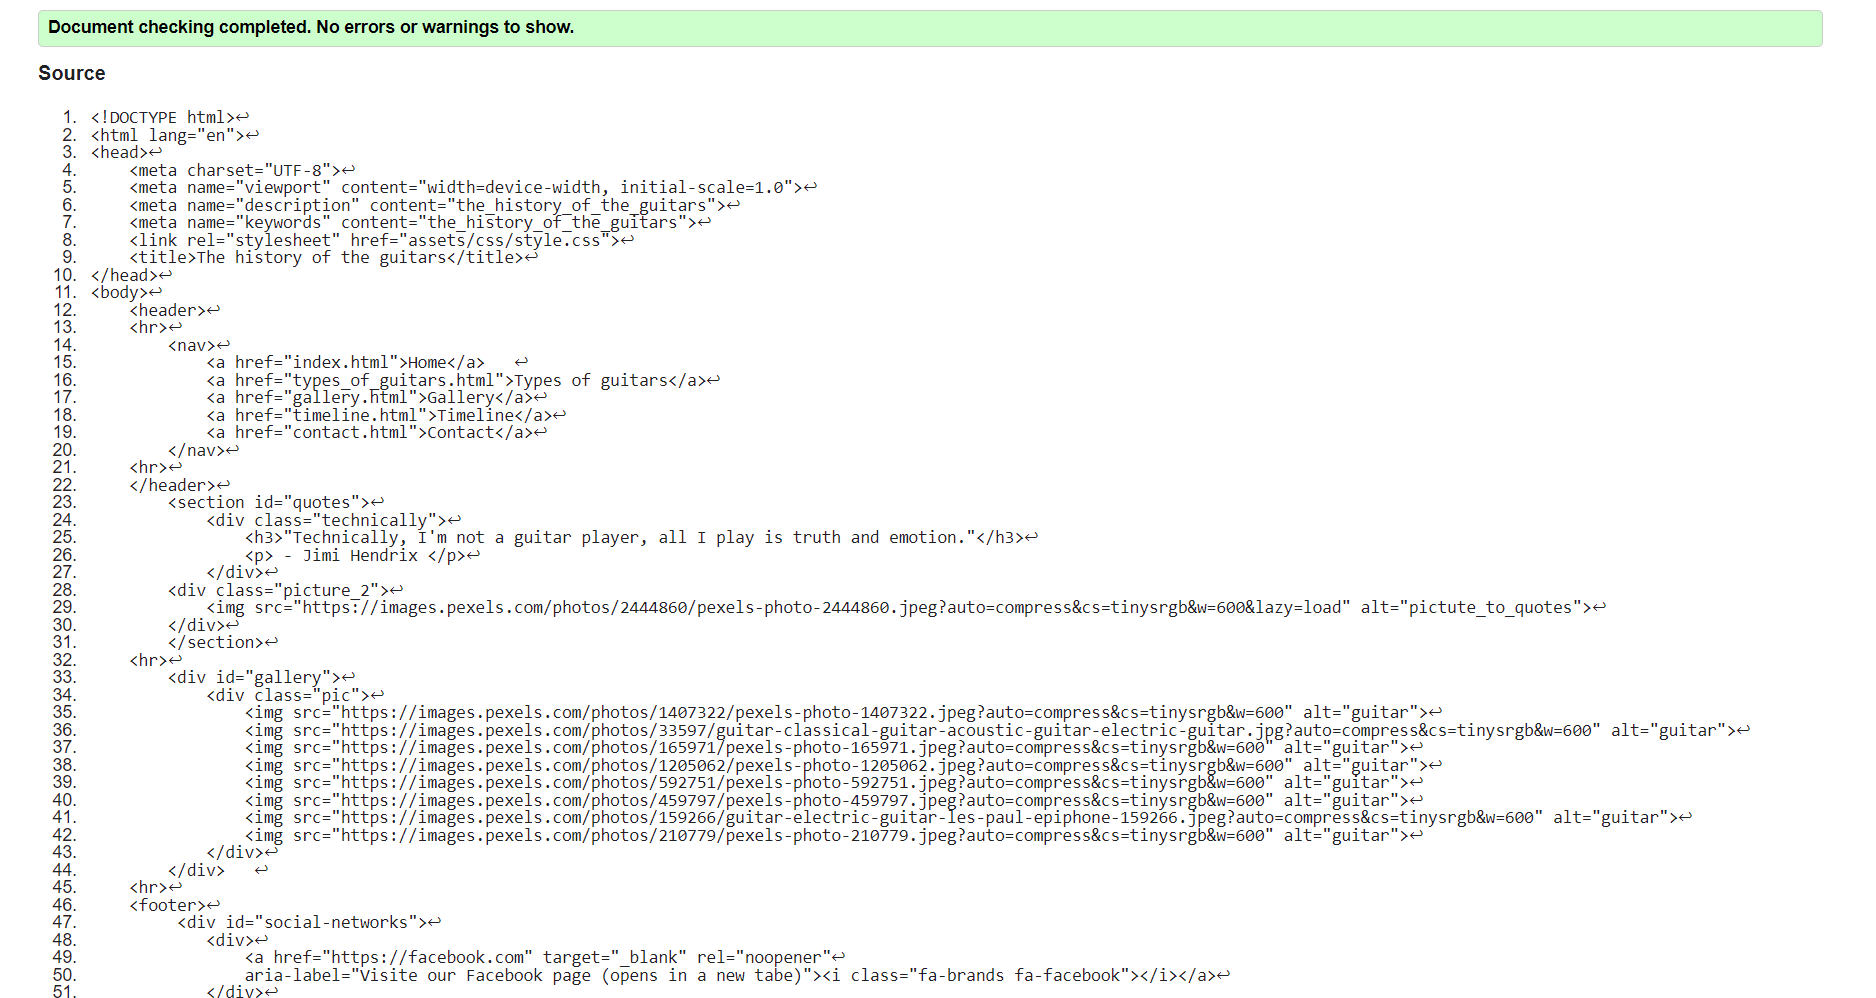 Document checking completed. No errors or warnings to show.
Source
1. <!DOCTYPE html>↩
2. <html lang="en">↩
3. <head>↩
4.     <meta charset="UTF-8">↩
5.     <meta name="viewport" content="width=device-width, initial-scale=1.0">↩
6.     <meta name="description" content="the_history_of_the_guitars">↩
7.     <meta name="keywords" content="the_history_of_the_guitars">↩
8.     <link rel="stylesheet" href="assets/css/style.css">↩
9.     <title>The history of the guitars</title>↩
10. </head>↩
11. <body>↩
12.     <header>↩
13.     <hr>↩
14.         <nav>↩
15.             <a href="index.html">Home</a>   ↩
16.             <a href="types_of_guitars.html">Types of guitars</a>↩
17.             <a href="gallery.html">Gallery</a>↩
18.             <a href="timeline.html">Timeline</a>↩
19.             <a href="contact.html">Contact</a>↩
20.         </nav>↩
21.     <hr>↩
22.     </header>↩
23.         <section id="quotes">↩
24.             <div class="technically">↩
25.                 <h3>"Technically, I'm not a guitar player, all I play is truth and emotion."</h3>↩
26.                 <p> - Jimi Hendrix </p>↩
27.             </div>↩
28.         <div class="picture_2">↩
29.             <img src="https://images.pexels.com/photos/2444860/pexels-photo-2444860.jpeg?auto=compress&cs=tinysrgb&w=600&lazy=load" alt="pictute_to_quotes">↩
30.         </div>↩
31.         </section>↩
32.     <hr>↩
33.         <div id="gallery">↩
34.             <div class="pic">↩
35.                 <img src="https://images.pexels.com/photos/1407322/pexels-photo-1407322.jpeg?auto=compress&cs=tinysrgb&w=600" alt="guitar">↩
36.                 <img src="https://images.pexels.com/photos/33597/guitar-classical-guitar-acoustic-guitar-electric-guitar.jpg?auto=compress&cs=tinysrgb&w=600" alt="guitar">↩
37.                 <img src="https://images.pexels.com/photos/165971/pexels-photo-165971.jpeg?auto=compress&cs=tinysrgb&w=600" alt="guitar">↩
38.                 <img src="https://images.pexels.com/photos/1205062/pexels-photo-1205062.jpeg?auto=compress&cs=tinysrgb&w=600" alt="guitar">↩
39.                 <img src="https://images.pexels.com/photos/592751/pexels-photo-592751.jpeg?auto=compress&cs=tinysrgb&w=600" alt="guitar">↩
40.                 <img src="https://images.pexels.com/photos/459797/pexels-photo-459797.jpeg?auto=compress&cs=tinysrgb&w=600" alt="guitar">↩
41.                 <img src="https://images.pexels.com/photos/159266/guitar-electric-guitar-les-paul-epiphone-159266.jpeg?auto=compress&cs=tinysrgb&w=600" alt="guitar">↩
42.                 <img src="https://images.pexels.com/photos/210779/pexels-photo-210779.jpeg?auto=compress&cs=tinysrgb&w=600" alt="guitar">↩
43.             </div>↩
44.         </div>   ↩
45.     <hr>↩
46.     <footer>↩
47.          <div id="social-networks">↩
48.             <div>↩
49.                 <a href="https://facebook.com" target="_blank" rel="noopener"↩
50.                 aria-label="Visite our Facebook page (opens in a new tabe)"><i class="fa-brands fa-facebook"></i></a>↩
51.             </div>↩